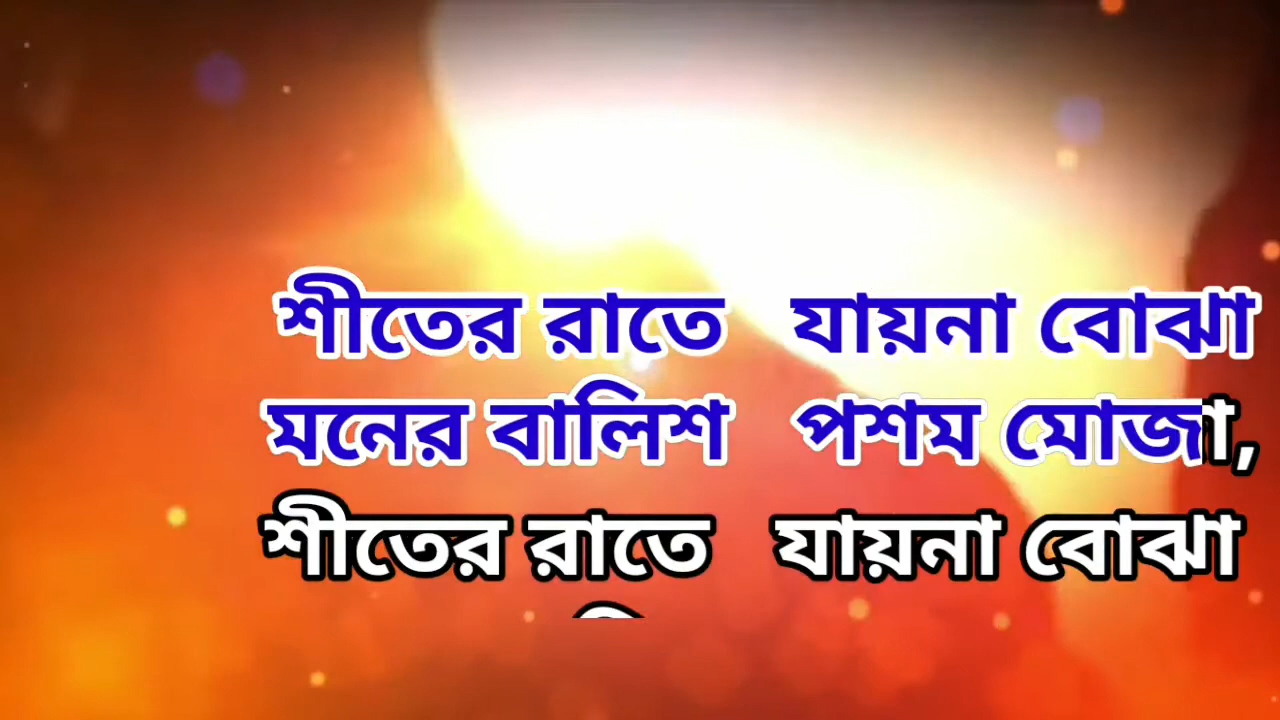 শীতের রাতে যায়না বোঝা
মনের বালিশ পশম মোজা,
শীতের রাতে যায়না বোঝা